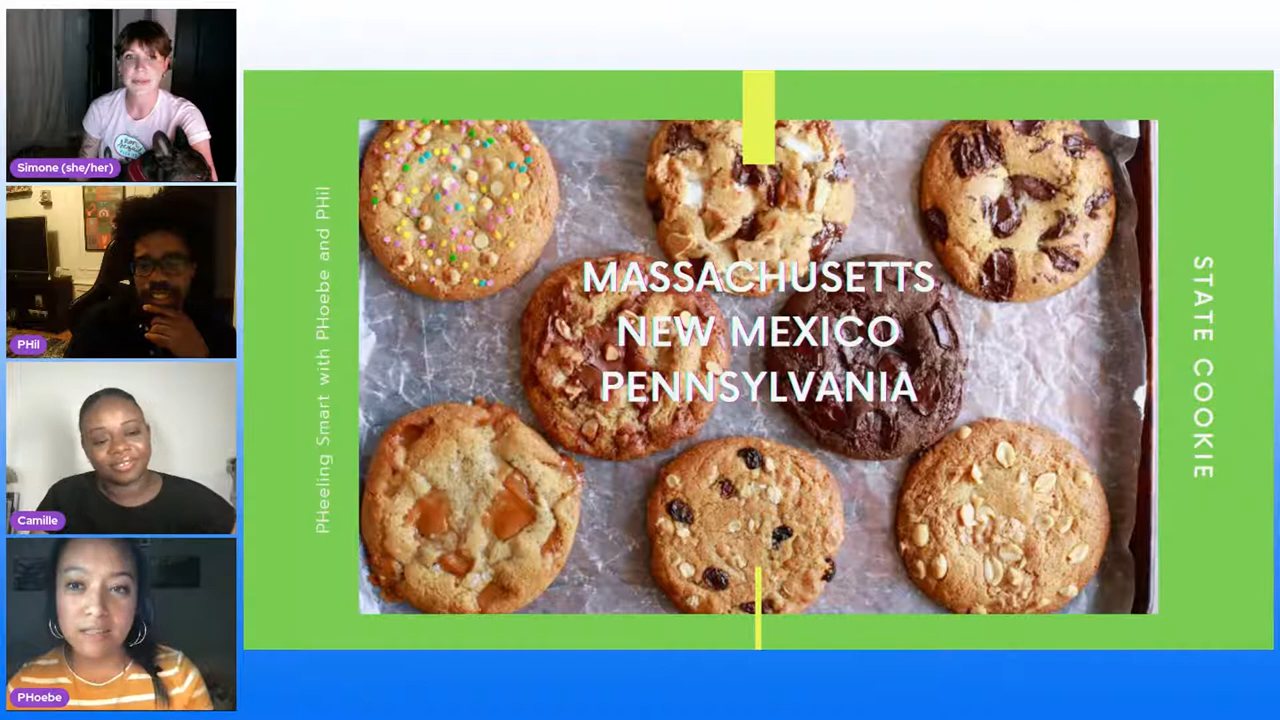 Simone (she/her)
PHil
Camille
PHoebe
PHeeling Smart with PHoebe and PHil
MASSACHUSETTS
NEW MEXICO
PENNSYLVANIA
STATE COOKIE